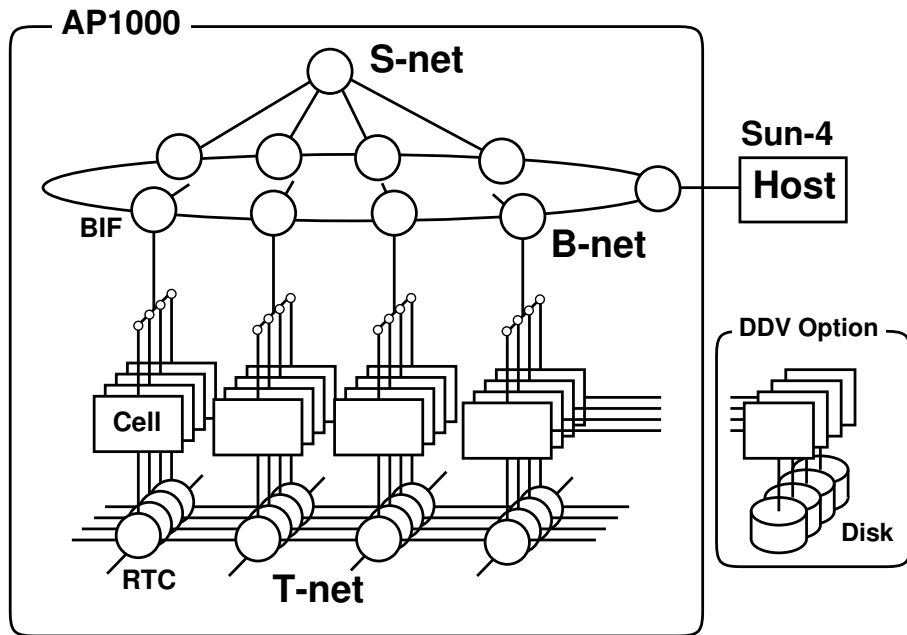 AP1000
S-net
Sun-4
Host
BIF
B-net
DDV Option
Cell
Disk
RTC
T-net